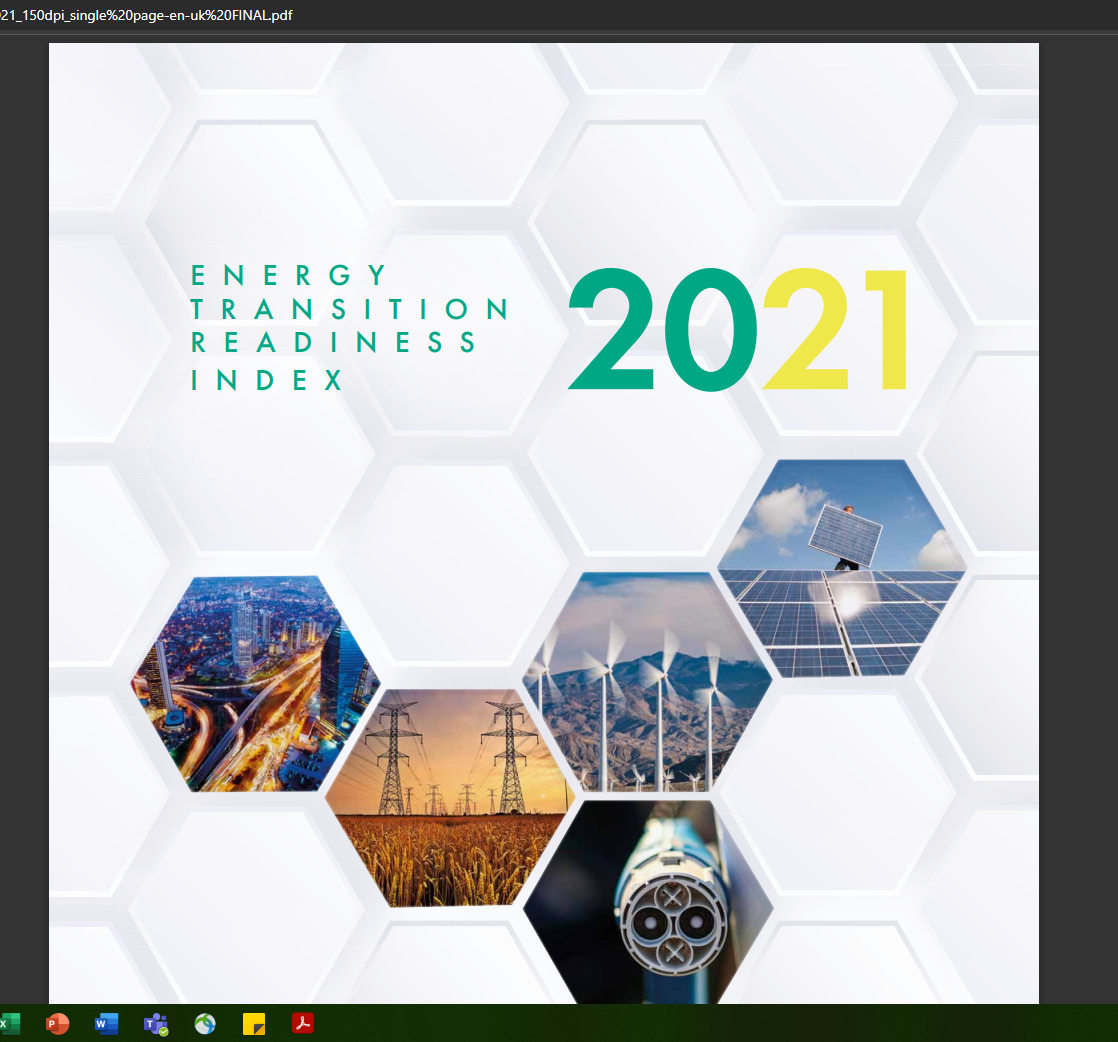 21_150dpi_single%20page-en-uk%20FINAL.pdf
ENERGY
TRANSITION
READINESS
INDEX
2021
X
P
W
T